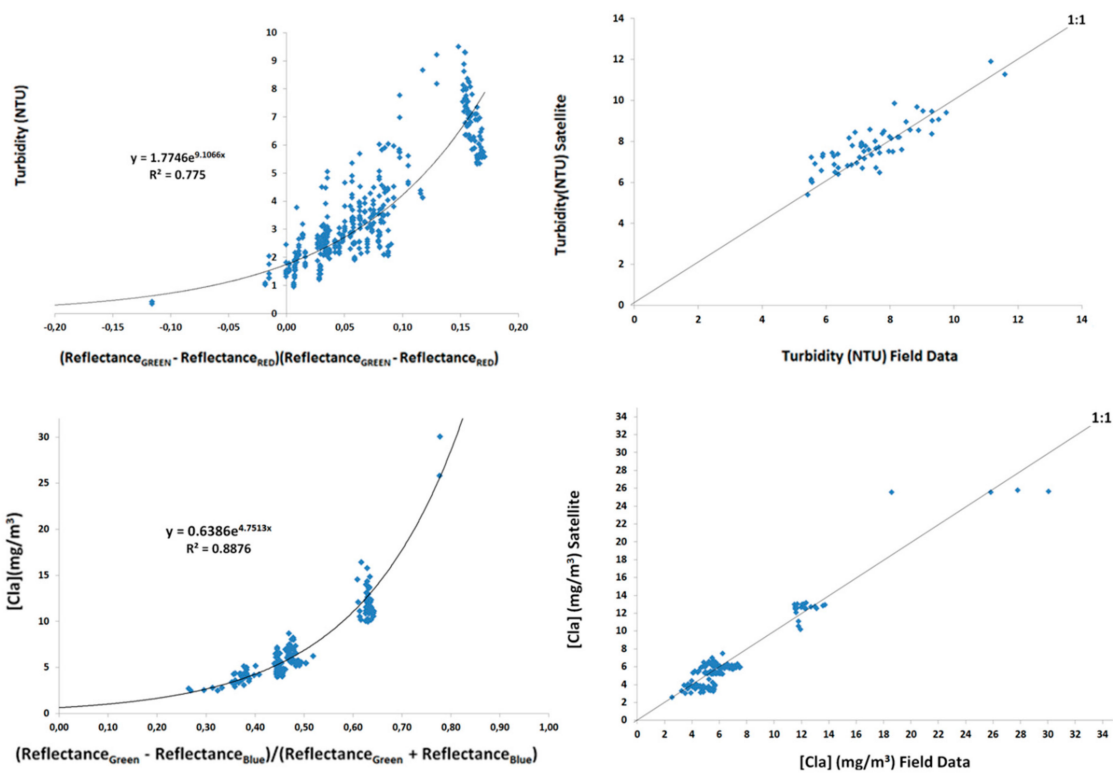 Turbidity (NTU)
10
9
8
7
6
5
4
3
2
1
0
y = 1.7746e^9.1066x
R² = 0.775
-0,20 -0,15 -0,10 -0,05 0,00 0,05 0,10 0,15 0,20
(Reflectance_GREEN - Reflectance_RED)(Reflectance_GREEN - Reflectance_RED)
1:1
Turbidity(NTU) Satellite
14
12
10
8
6
4
2
0
0 2 4 6 8 10 12 14
Turbidity (NTU) Field Data
[Cla](mg/m³)
30
25
20
15
10
5
0
y = 0.6386e^4.7513x
R² = 0.8876
0,00 0,10 0,20 0,30 0,40 0,50 0,60 0,70 0,80 0,90 1,00
(Reflectance_Green - Reflectance_Blue)/(Reflectance_Green + Reflectance_Blue)
1:1
[Cla] (mg/m³) Satellite
34
32
30
28
26
24
22
20
18
16
14
12
10
8
6
4
2
0
0 2 4 6 8 10 12 14 16 18 20 22 24 26 28 30 32 34
[Cla] (mg/m³) Field Data